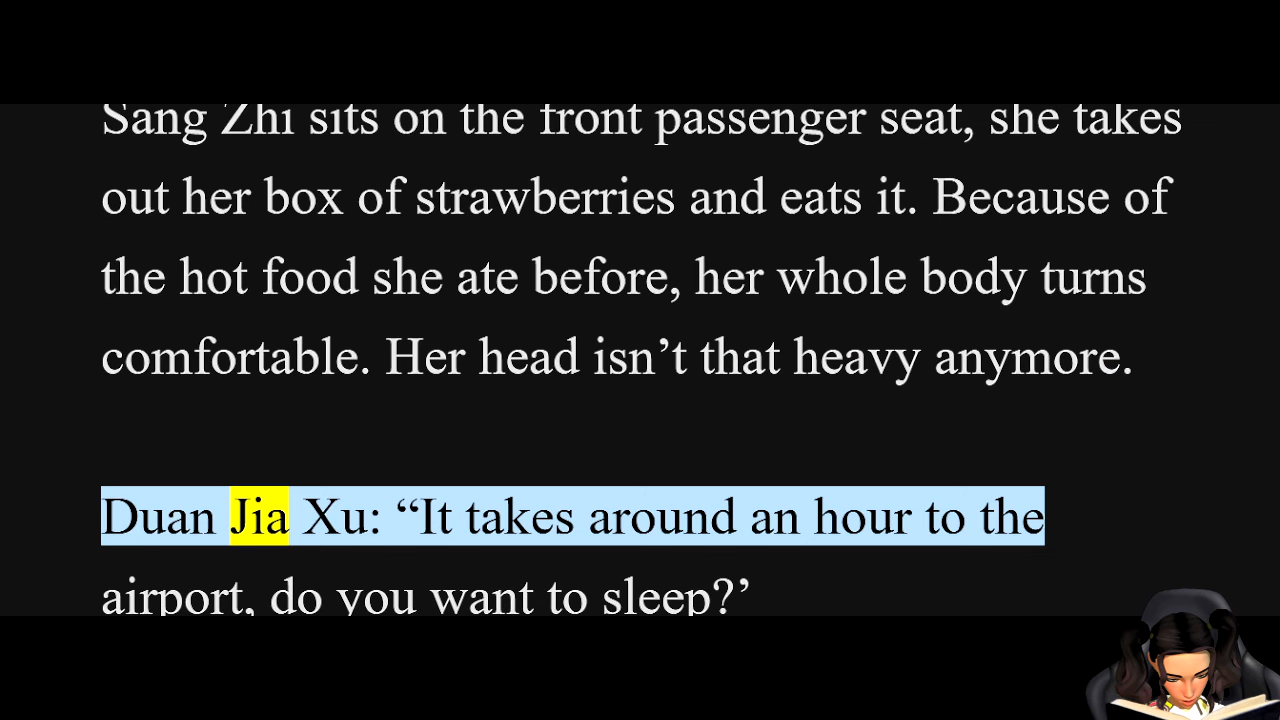 Sang Zhi sits on the front passenger seat, she takes
out her box of strawberries and eats it. Because of
the hot food she ate before, her whole body turns
comfortable. Her head isn’t that heavy anymore.
Duan Jia Xu: “It takes around an hour to the
airport, do you want to sleep?’